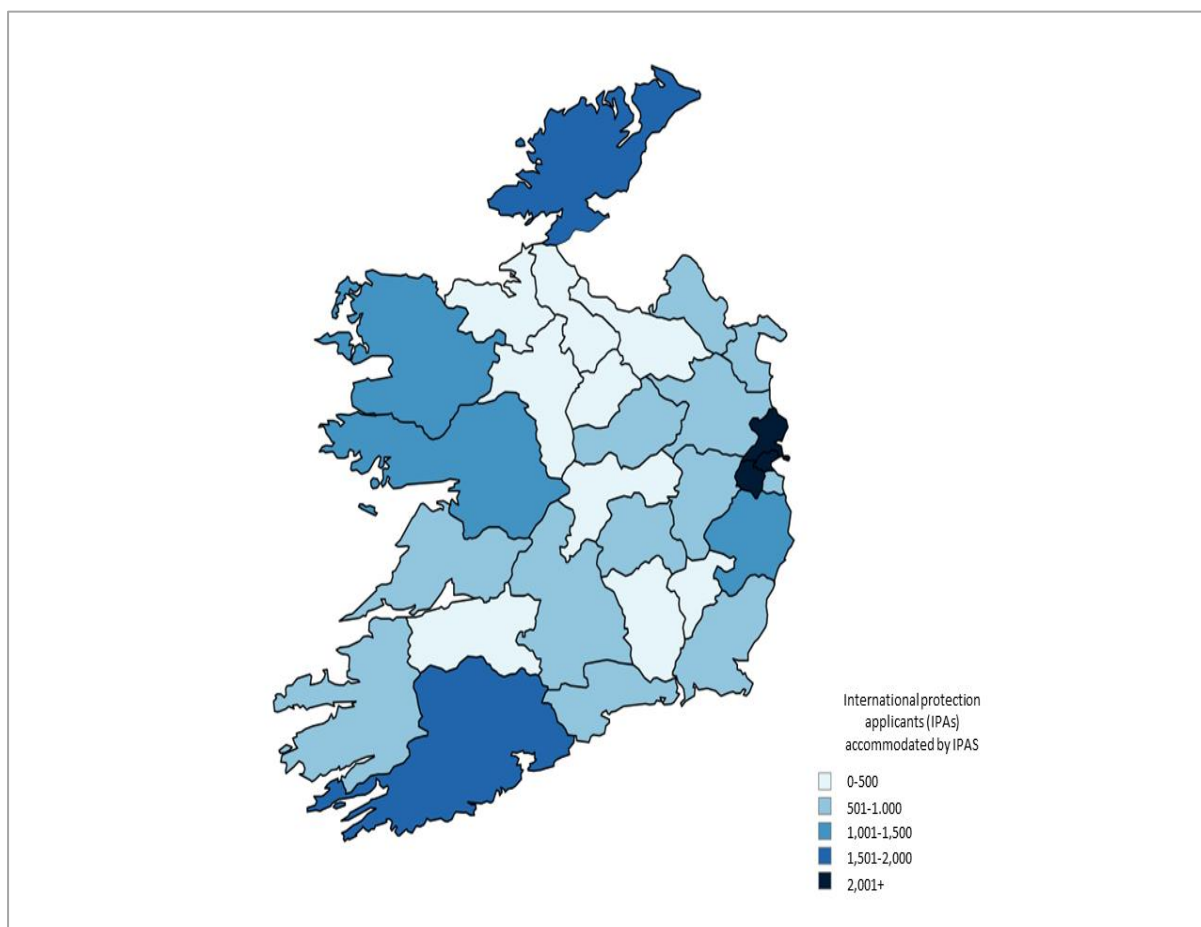 International protection
applicants (IPAs)
accommodated by IPAS
0-500
501-1.000
1,001-1,500
1,501-2,000
2,001+